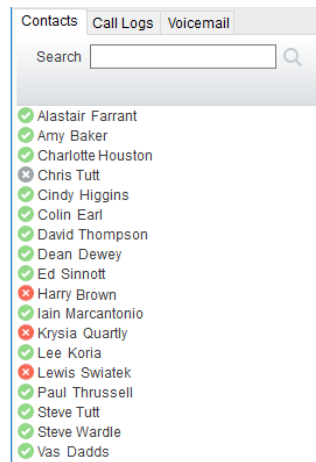 Contacts Call Logs Voicemail
Search
Alastair Farrant
Amy Baker
Charlotte Houston
Chris Tutt
Cindy Higgins
Colin Earl
David Thompson
Dean Dewey
Ed Sinnott
Harry Brown
Iain Marcantonio
Krysia Quartly
Lee Koria
Lewis Swiatek
Paul Thrussell
Steve Tutt
Steve Wardle
Vas Dadds